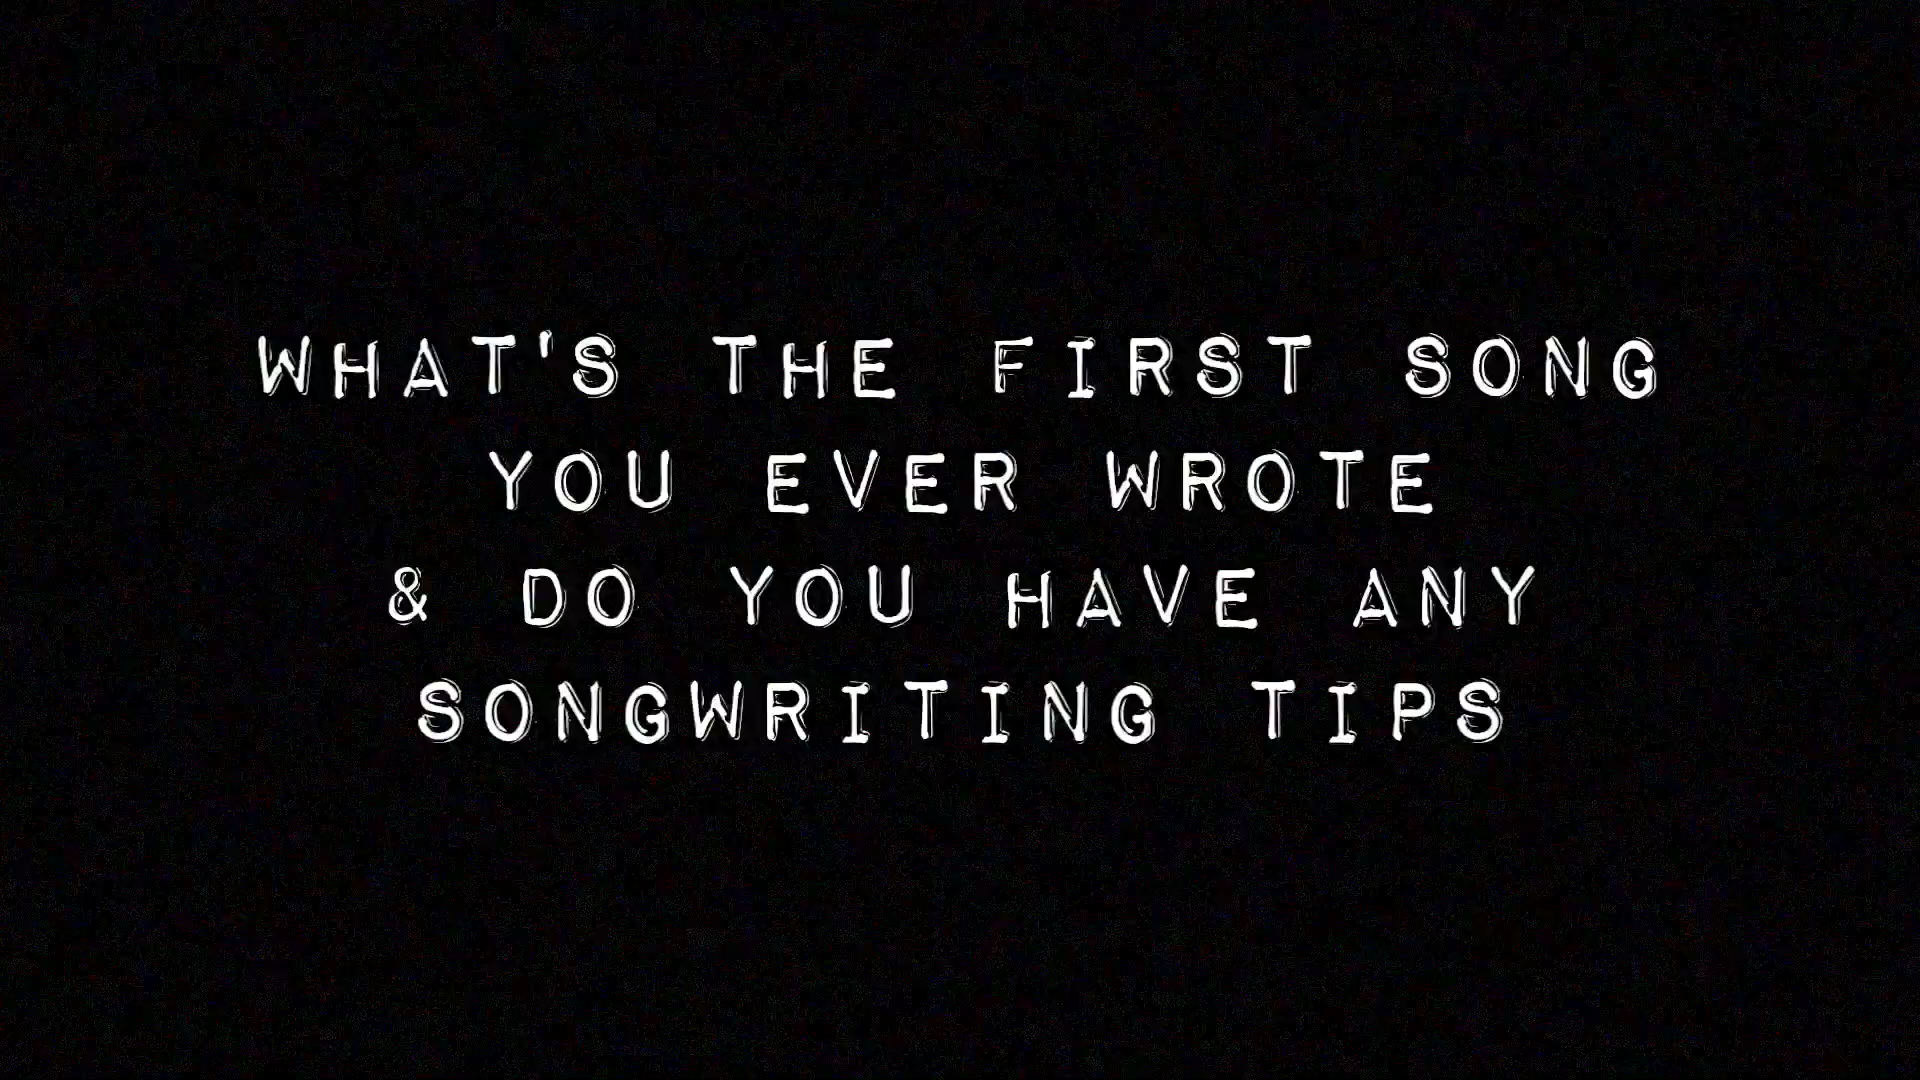 WHAT'S THE FIRST SONG
YOU EVER WROTE
& DO YOU HAVE ANY
SONGWRITING TIPS